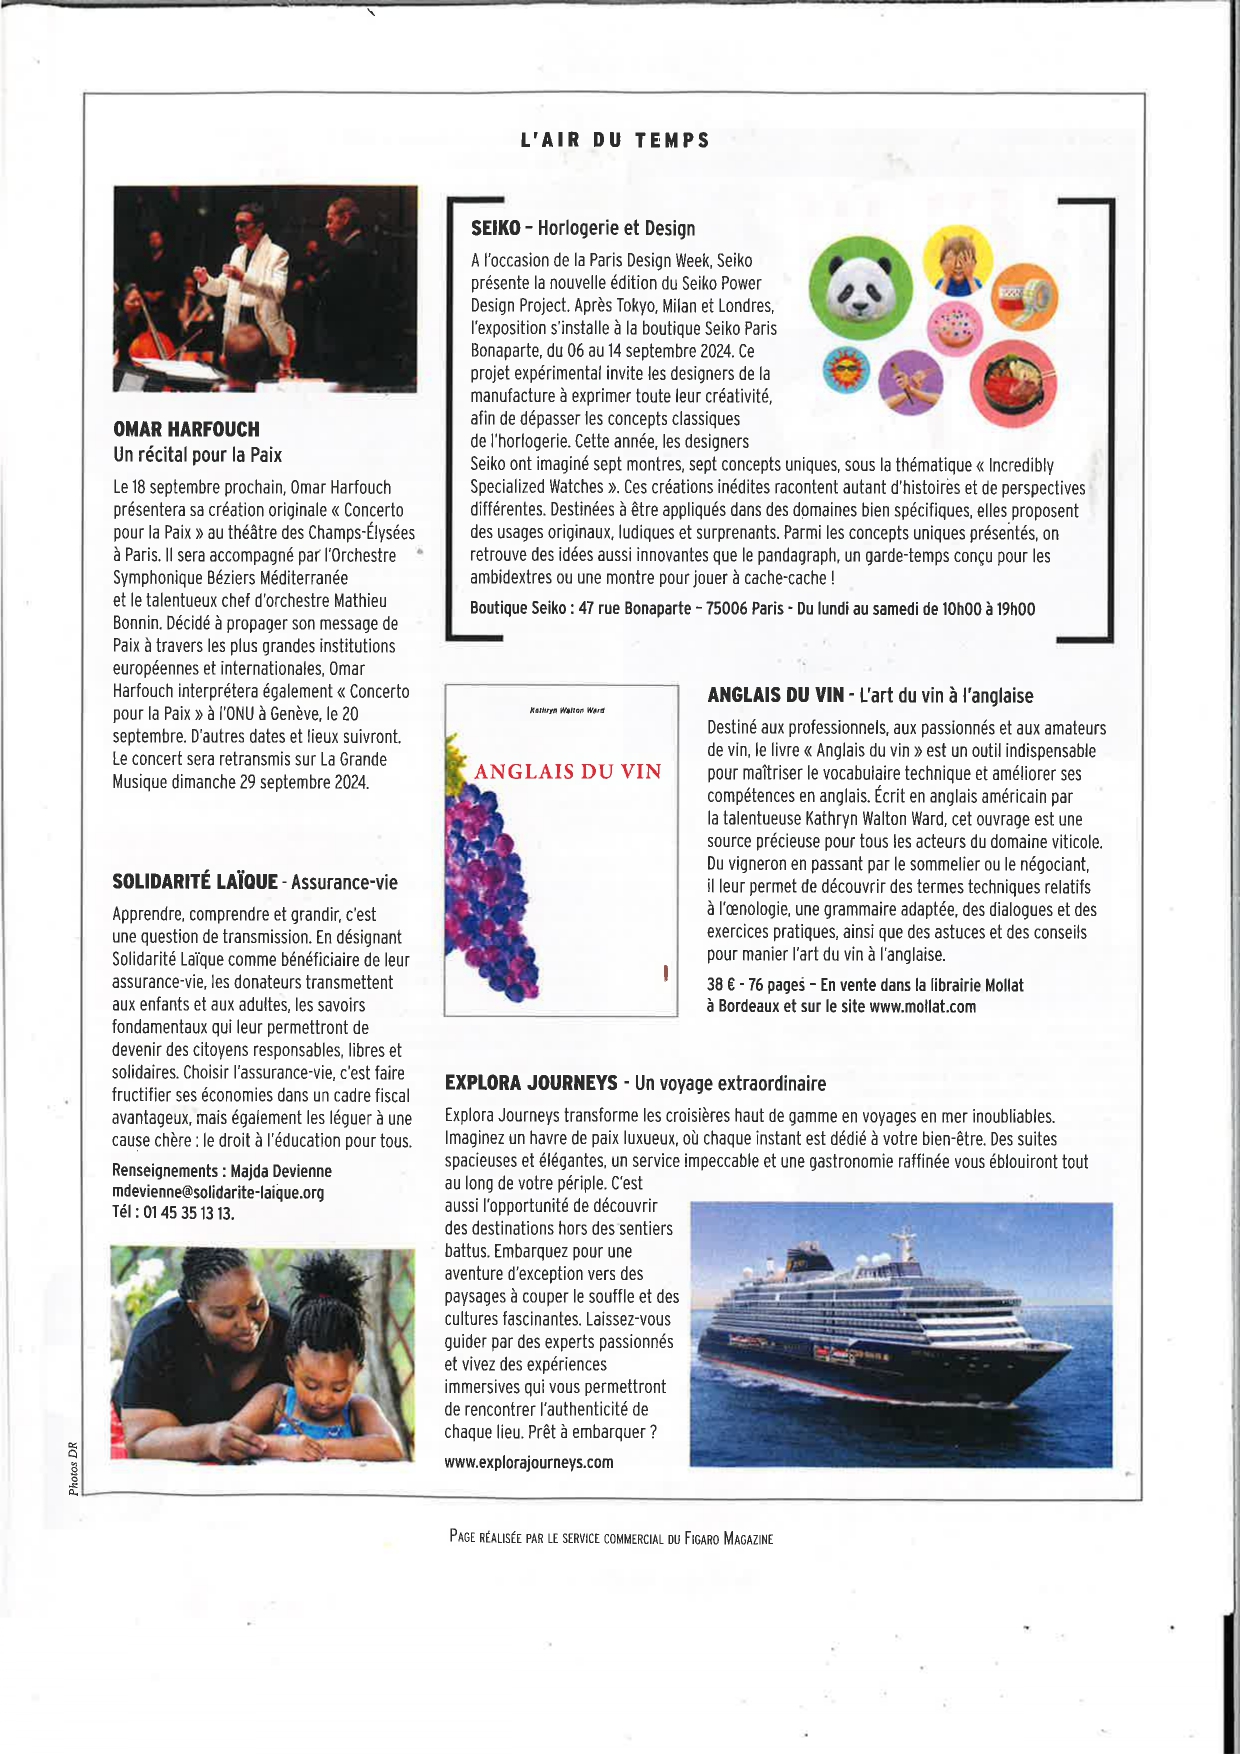 L'AIR DU TEMPS
OMAR HARFOUCH
Un récital pour la Paix
Le 18 septembre prochain, Omar Harfouch
présentera sa création originale « Concerto
pour la Paix » au théâtre des Champs-Élysées
à Paris. Il sera accompagné par l'Orchestre
Symphonique Béziers Méditerranée
et le talentueux chef d'orchestre Mathieu
Bonnin. Décidé à propager son message de
Paix à travers les plus grandes institutions
européennes et internationales, Omar
Harfouch interprétera également « Concerto
pour la Paix » à l'ONU à Genève, le 20
septembre. D'autres dates et lieux suivront.
Le concert sera retransmis sur La Grande
Musique dimanche 29 septembre 2024.
SOLIDARITÉ LAÏQUE - Assurance-vie
Apprendre, comprendre et grandir, c'est
une question de transmission. En désignant
Solidarité Laïque comme bénéficiaire de leur
assurance-vie, les donateurs transmettent
aux enfants et aux adultes, les savoirs
fondamentaux qui leur permettront de
devenir des citoyens responsables, libres et
solidaires. Choisir l'assurance-vie, c'est faire
fructifier ses économies dans un cadre fiscal
avantageux, mais également les léguer à une
cause chère : le droit à l'éducation pour tous.
Renseignements : Majda Devienne
mdevienne@solidarite-laique.org
Tél : 01 45 35 13 13.
Photos DR
SEIKO – Horlogerie et Design
A l'occasion de la Paris Design Week, Seiko
présente la nouvelle édition du Seiko Power
Design Project. Après Tokyo, Milan et Londres,
l'exposition s'installe à la boutique Seiko Paris
Bonaparte, du 06 au 14 septembre 2024. Ce
projet expérimental invite les designers de la
manufacture à exprimer toute leur créativité,
afin de dépasser les concepts classiques
de l'horlogerie. Cette année, les designers
Seiko ont imaginé sept montres, sept concepts uniques, sous la thématique « Incredibly
Specialized Watches ». Ces créations inédites racontent autant d'histoires et de perspectives
différentes. Destinées à être appliqués dans des domaines bien spécifiques, elles proposent
des usages originaux, ludiques et surprenants. Parmi les concepts uniques présentés, on
retrouve des idées aussi innovantes que le pandagraph, un garde-temps conçu pour les
ambidextres ou une montre pour jouer à cache-cache !
Boutique Seiko : 47 rue Bonaparte – 75006 Paris - Du lundi au samedi de 10h00 à 19h00
Kathryn Walton Ward
ANGLAIS DU VIN
ANGLAIS DU VIN - L'art du vin à l'anglaise
Destiné aux professionnels, aux passionnés et aux amateurs
de vin, le livre « Anglais du vin » est un outil indispensable
pour maîtriser le vocabulaire technique et améliorer ses
compétences en anglais. Écrit en anglais américain par
la talentueuse Kathryn Walton Ward, cet ouvrage est une
source précieuse pour tous les acteurs du domaine viticole.
Du vigneron en passant par le sommelier ou le négociant,
il leur permet de découvrir des termes techniques relatifs
à l'œnologie, une grammaire adaptée, des dialogues et des
exercices pratiques, ainsi que des astuces et des conseils
pour manier l'art du vin à l'anglaise.
38 € - 76 pages – En vente dans la librairie Mollat
à Bordeaux et sur le site www.mollat.com
EXPLORA JOURNEYS - Un voyage extraordinaire
Explora Journeys transforme les croisières haut de gamme en voyages en mer inoubliables.
Imaginez un havre de paix luxueux, où chaque instant est dédié à votre bien-être. Des suites
spacieuses et élégantes, un service impeccable et une gastronomie raffinée vous éblouiront tout
au long de votre périple. C'est
aussi l'opportunité de découvrir
des destinations hors des sentiers
battus. Embarquez pour une
aventure d'exception vers des
paysages à couper le souffle et des
cultures fascinantes. Laissez-vous
guider par des experts passionnés
et vivez des expériences
immersives qui vous permettront
de rencontrer l'authenticité de
chaque lieu. Prêt à embarquer ?
www.explorajourneys.com
PAGE RÉALISÉE PAR LE SERVICE COMMERCIAL DU FIGARO MAGAZINE